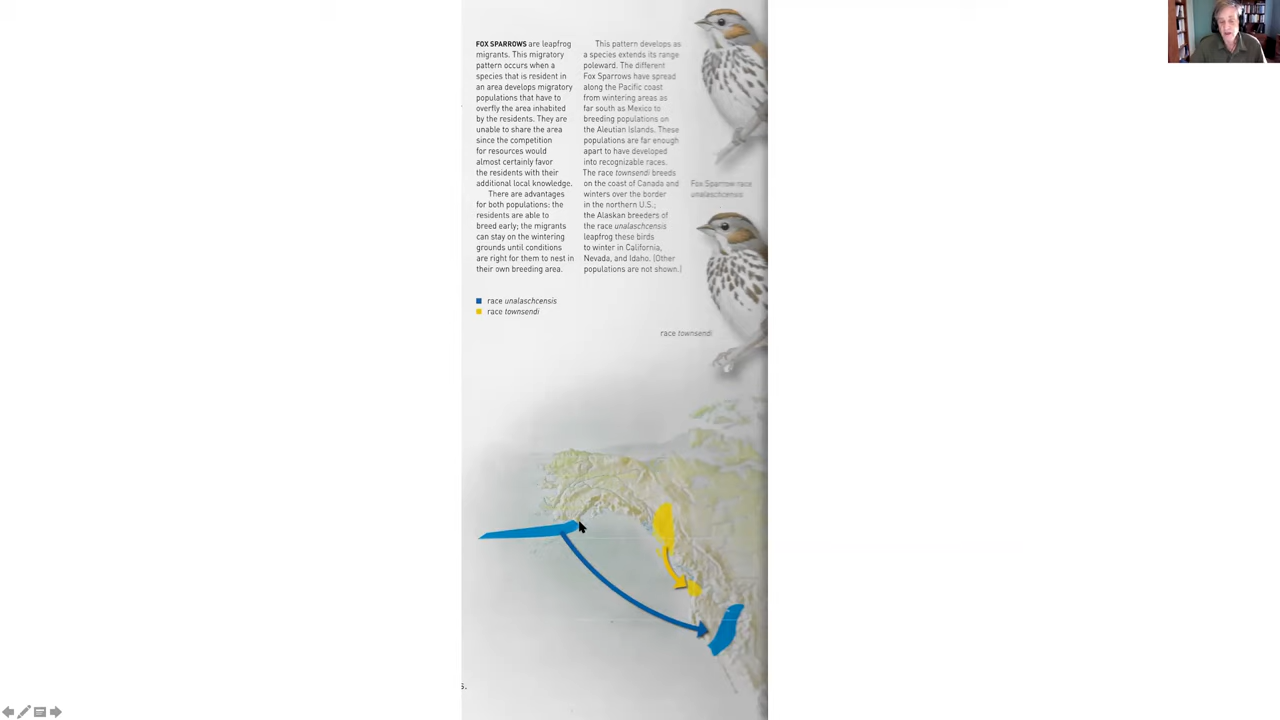 FOX SPARROWS are leapfrog
migrants. This migratory
pattern occurs when a
species that is resident in
an area develops migratory
populations that have to
overfly the area inhabited
by the residents. They are
unable to share the area
since the competition
for resources would
almost certainly favor
the residents with their
additional local knowledge.
There are advantages
for both populations; the
residents are able to
breed early; the migrants
can stay on the wintering
grounds until conditions
are right for them to nest in
their own breeding area.
This pattern develops as
a species extends its range
poleward. The different
Fox Sparrows have spread
along the Pacific coast
from wintering areas as
far south as Mexico to
breeding populations on
the Aleutian Islands. These
populations are far enough
apart to have developed
into recognizable races.
The race townsendi breeds
on the coast of Canada and
winters over the border
in the northern U.S.;
the Alaskan breeders of
the race unalaschcensis
leapfrog these birds
to winter in California,
Nevada, and Idaho. (Other
populations are not shown.)
Fox Sparrow race
unalaschcensis
race unalaschcensis
race townsendi
race townsendi
s.